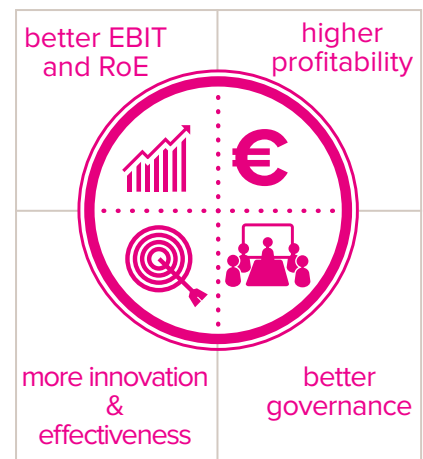 better EBIT
and RoE
higher
profitability
€
more innovation
&
effectiveness
better
governance